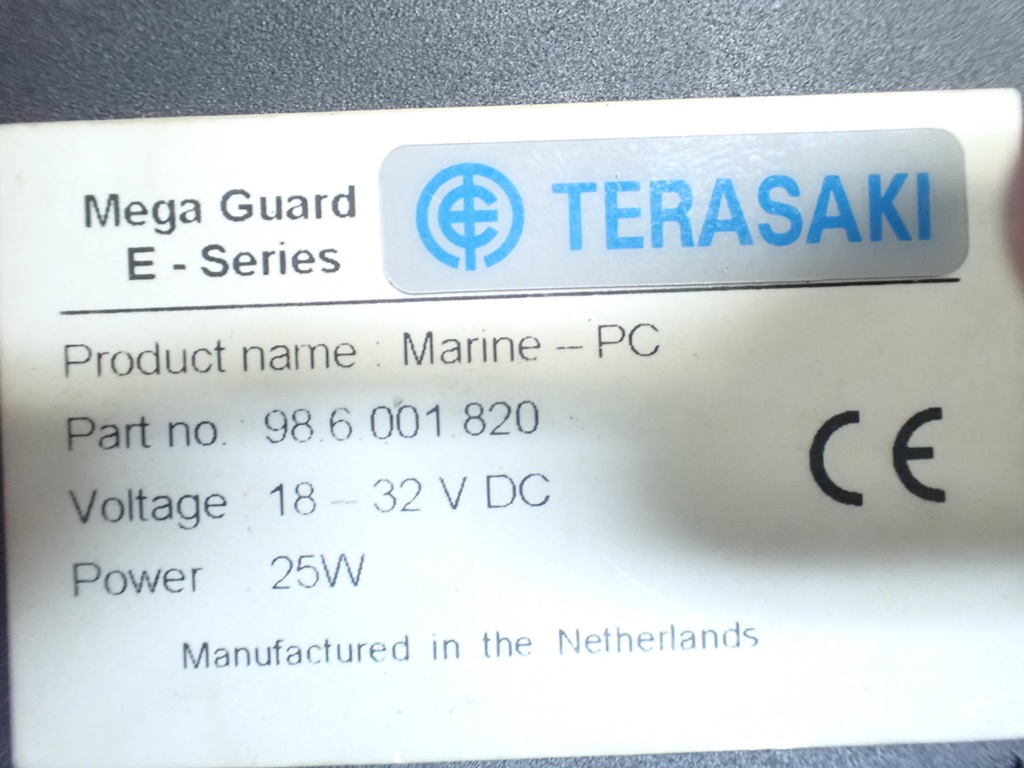 Mega Guard
E - Series
TERASAKI
Product name : Marine – PC
Part no. : 98.6.001.820
Voltage : 18 – 32 V DC
Power : 25W
CE
Manufactured in the Netherlands